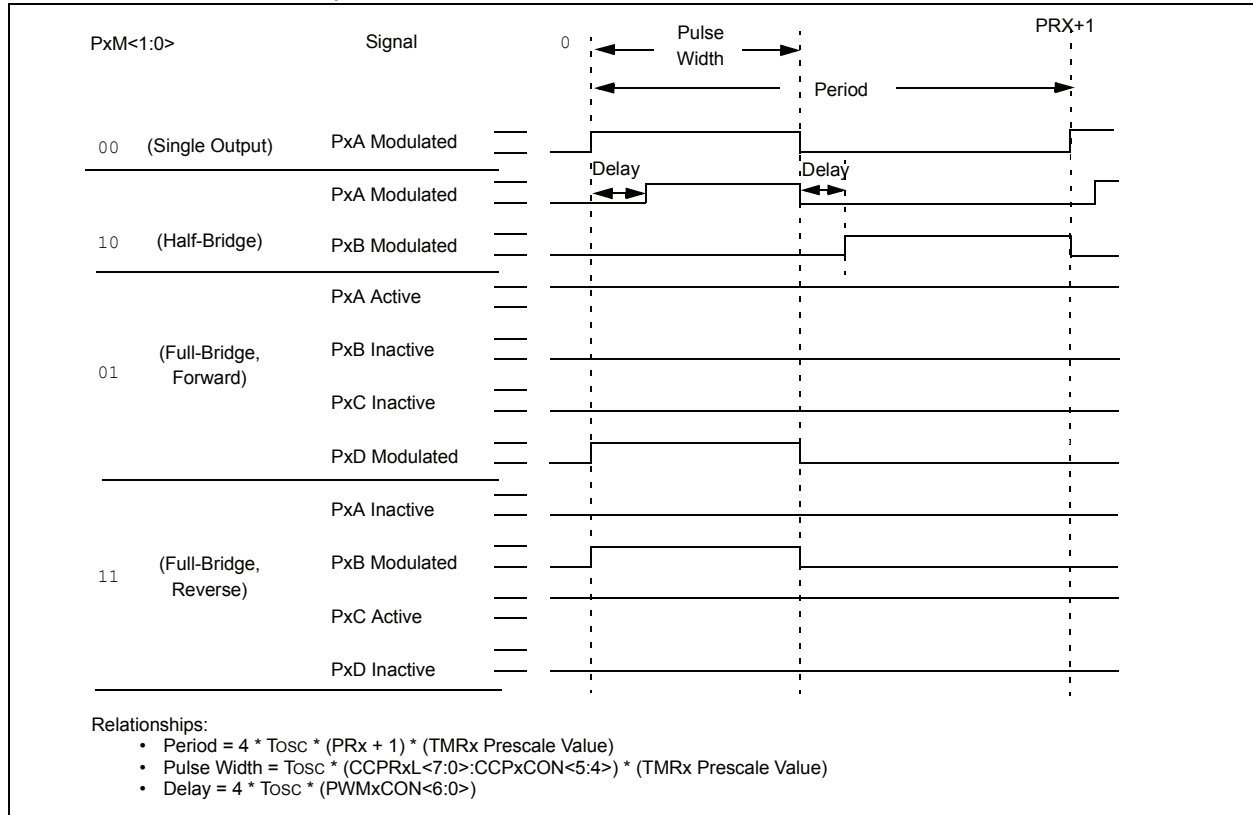 PxM<1:0>
Signal
0
Pulse
Width
PRX+1
Period
00
(Single Output)
PxA Modulated
Delay
Delay
PxA Modulated
10
(Half-Bridge)
PxB Modulated
PxA Active
01
(Full-Bridge,
Forward)
PxB Inactive
PxC Inactive
PxD Modulated
PxA Inactive
11
(Full-Bridge,
Reverse)
PxB Modulated
PxC Active
PxD Inactive
Relationships:
• Period = 4 * TOSC * (PRx + 1) * (TMRx Prescale Value)
• Pulse Width = TOSC * (CCPRxL<7:0>:CCPxCON<5:4>) * (TMRx Prescale Value)
• Delay = 4 * TOSC * (PWMxCON<6:0>)